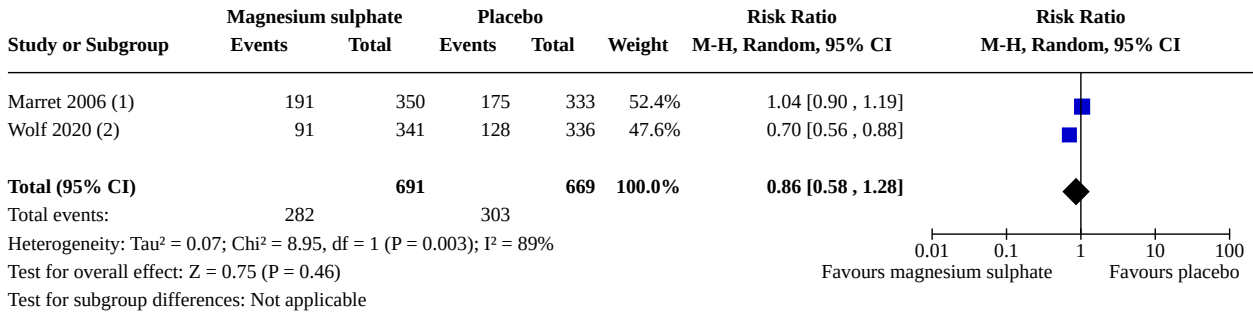 Magnesium sulphate Placebo Risk Ratio Risk Ratio
Study or Subgroup Events Total Events Total Weight M-H, Random, 95% CI M-H, Random, 95% CI
Marret 2006 (1) 191 350 175 333 52.4% 1.04 [0.90 , 1.19]
Wolf 2020 (2) 91 341 128 336 47.6% 0.70 [0.56 , 0.88]
Total (95% CI) 691 669 100.0% 0.86 [0.58 , 1.28]
Total events: 282 303
Heterogeneity: Tau² = 0.07; Chi² = 8.95, df = 1 (P = 0.003); I² = 89%
0.01 0.1 1 10 100
Test for overall effect: Z = 0.75 (P = 0.46) Favours magnesium sulphate Favours placebo
Test for subgroup differences: Not applicable